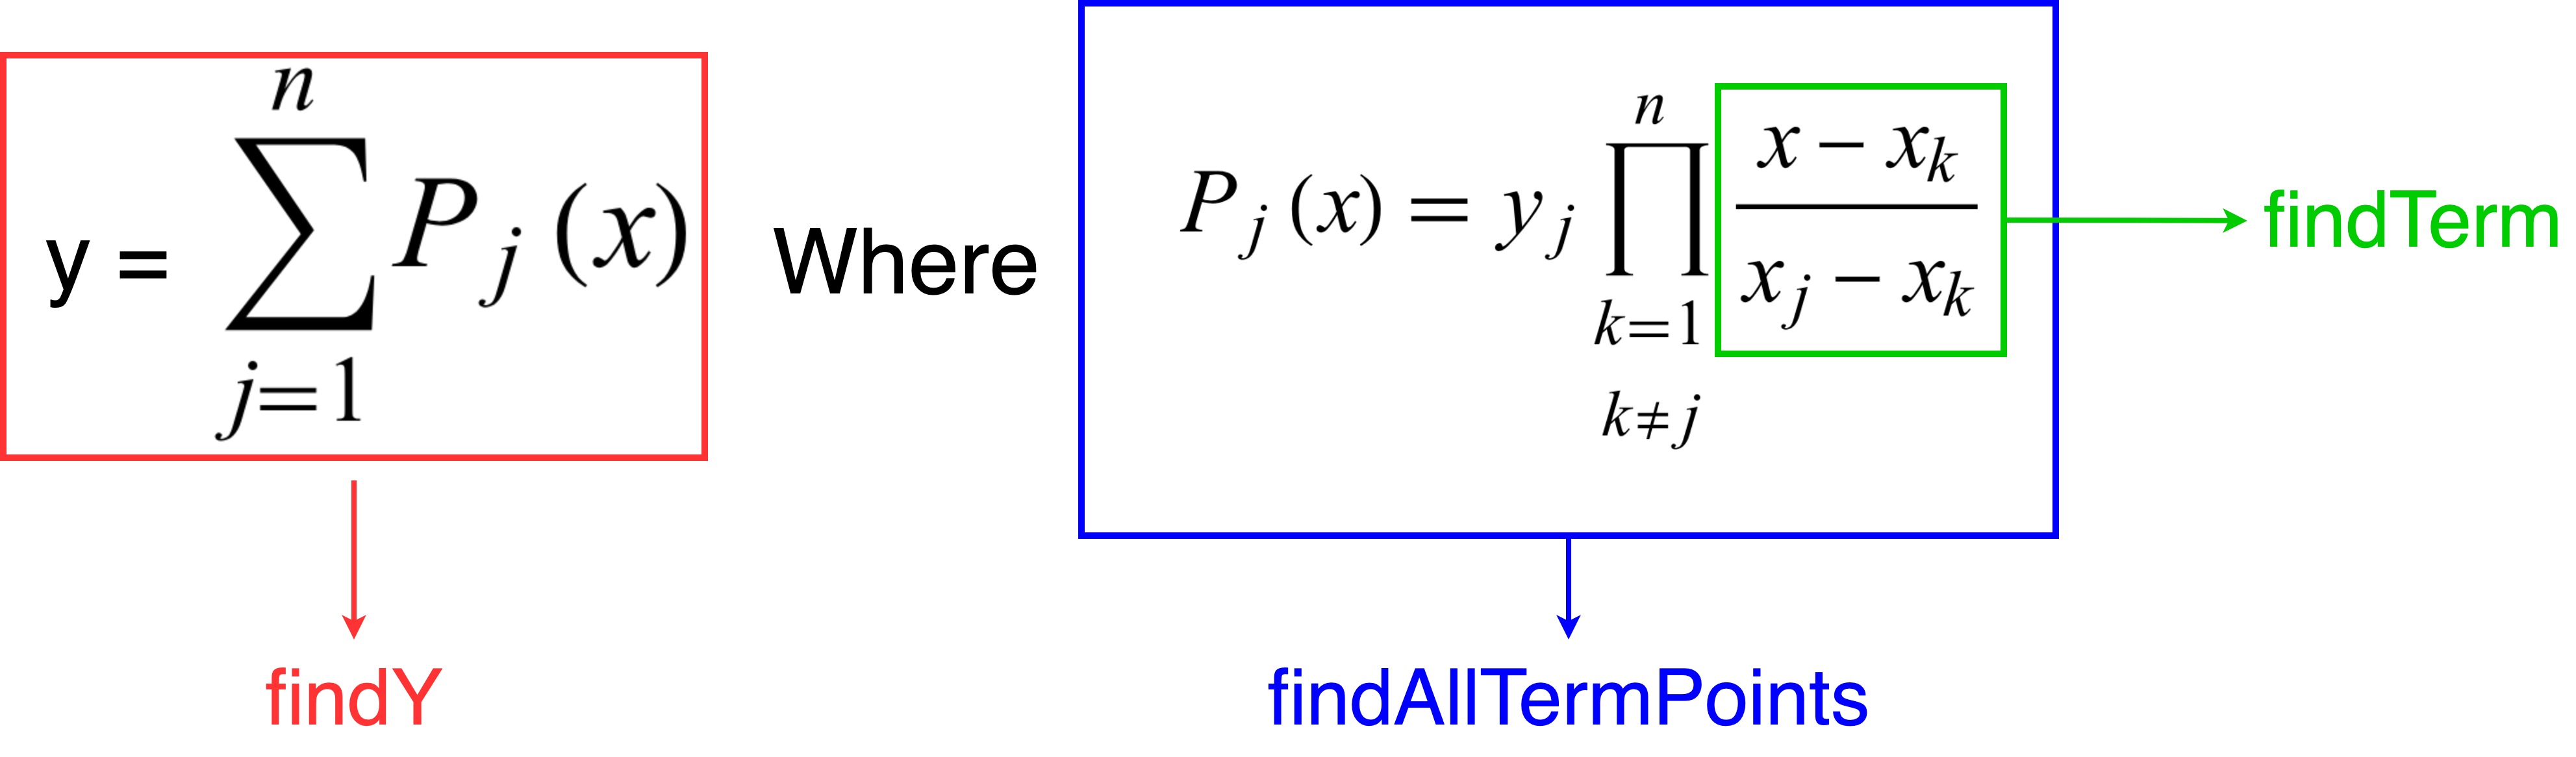 y = \sum_{j=1}^{n} P_j (x)
Where
P_j (x) = y_j \prod_{\substack{k=1 \\ k \neq j}}^{n} \frac{x - x_k}{x_j - x_k}
findTerm
findY
findAllTermPoints